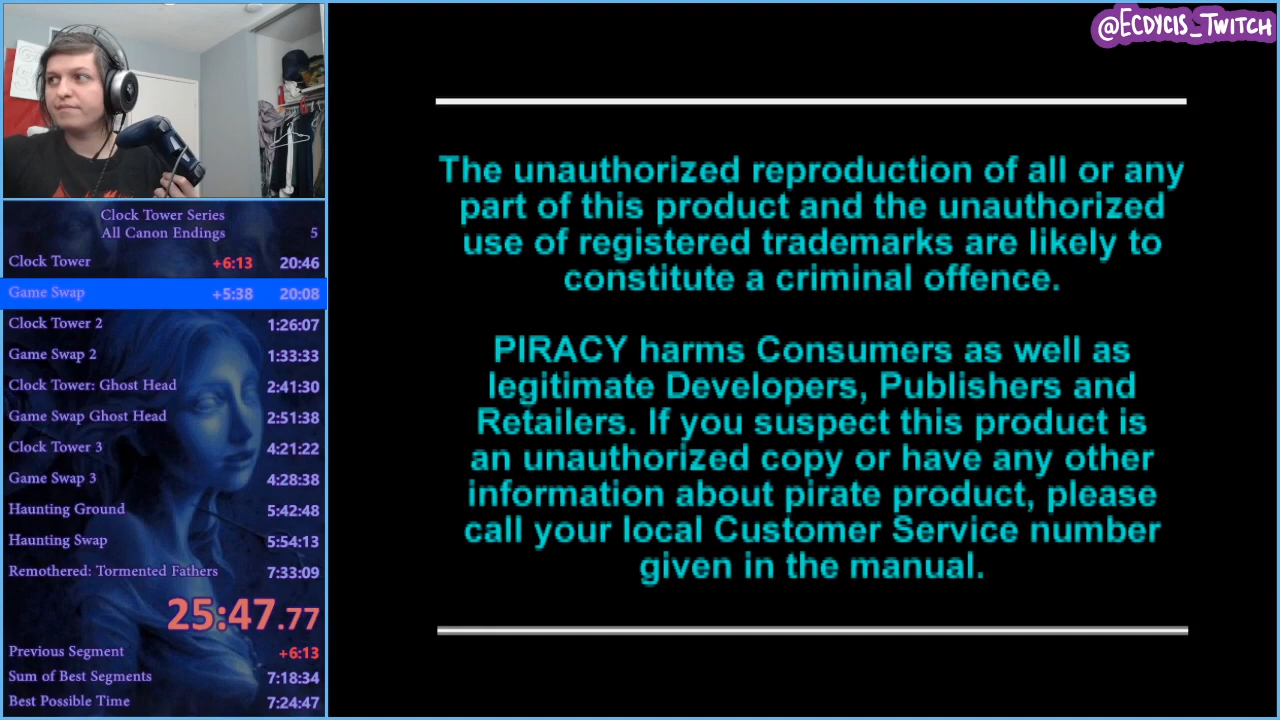 @ECDYCIS_TWITCH
Clock Tower Series
All Canon Endings 5
Clock Tower +6:13 20:46
Game Swap +5:38 20:08
Clock Tower 2 1:26:07
Game Swap 2 1:33:33
Clock Tower: Ghost Head 2:41:30
Game Swap Ghost Head 2:51:38
Clock Tower 3 4:21:22
Game Swap 3 4:28:38
Haunting Ground 5:42:48
Haunting Swap 5:54:13
Remothered: Tormented Fathers 7:33:09
25:47.77
Previous Segment +6:13
Sum of Best Segments 7:18:34
Best Possible Time 7:24:47
The unauthorized reproduction of all or any
part of this product and the unauthorized
use of registered trademarks are likely to
constitute a criminal offence.
PIRACY harms Consumers as well as
legitimate Developers, Publishers and
Retailers. If you suspect this product is
an unauthorized copy or have any other
information about pirate product, please
call your local Customer Service number
given in the manual.